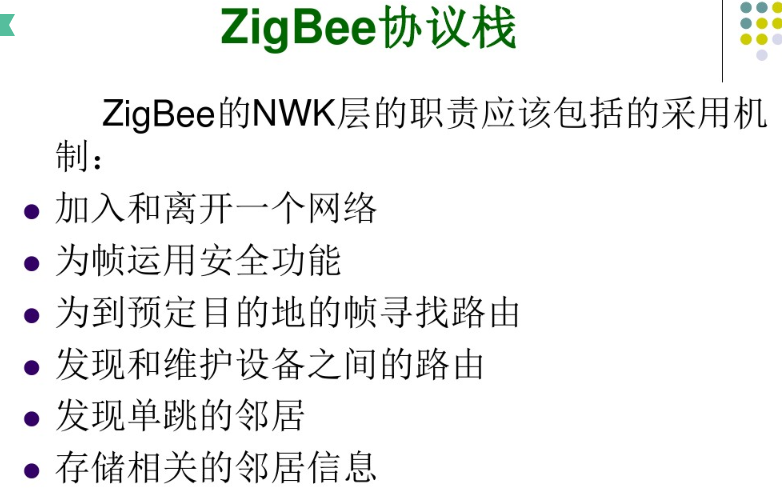 ZigBee协议栈
ZigBee的NWK层的职责应该包括的采用机
制：
加入和离开一个网络
为帧运用安全功能
为到预定目的地的帧寻找路由
发现和维护设备之间的路由
发现单跳的邻居
存储相关的邻居信息